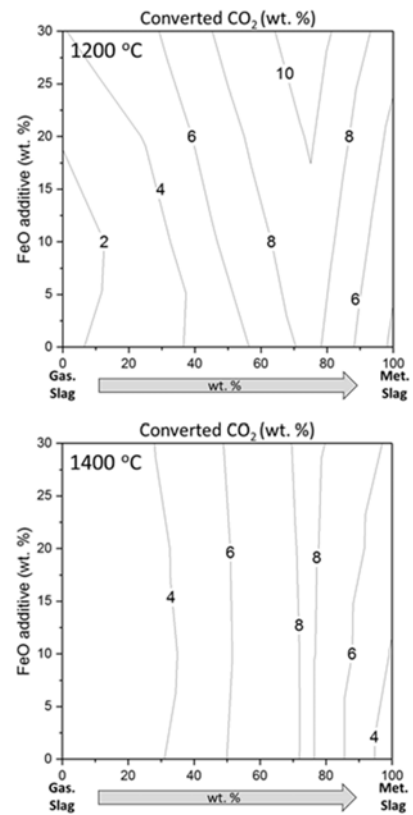 Converted CO₂ (wt. %)
1200 °C
FeO additive (wt. %)
30
25
20
15
10
5
0
2
4
6
8
10
8
6
0 20 40 60 80 100
Gas. Slag
wt. %
Met. Slag
Converted CO₂ (wt. %)
1400 °C
FeO additive (wt. %)
30
25
20
15
10
5
0
4
6
8
8
6
4
0 20 40 60 80 100
Gas. Slag
wt. %
Met. Slag